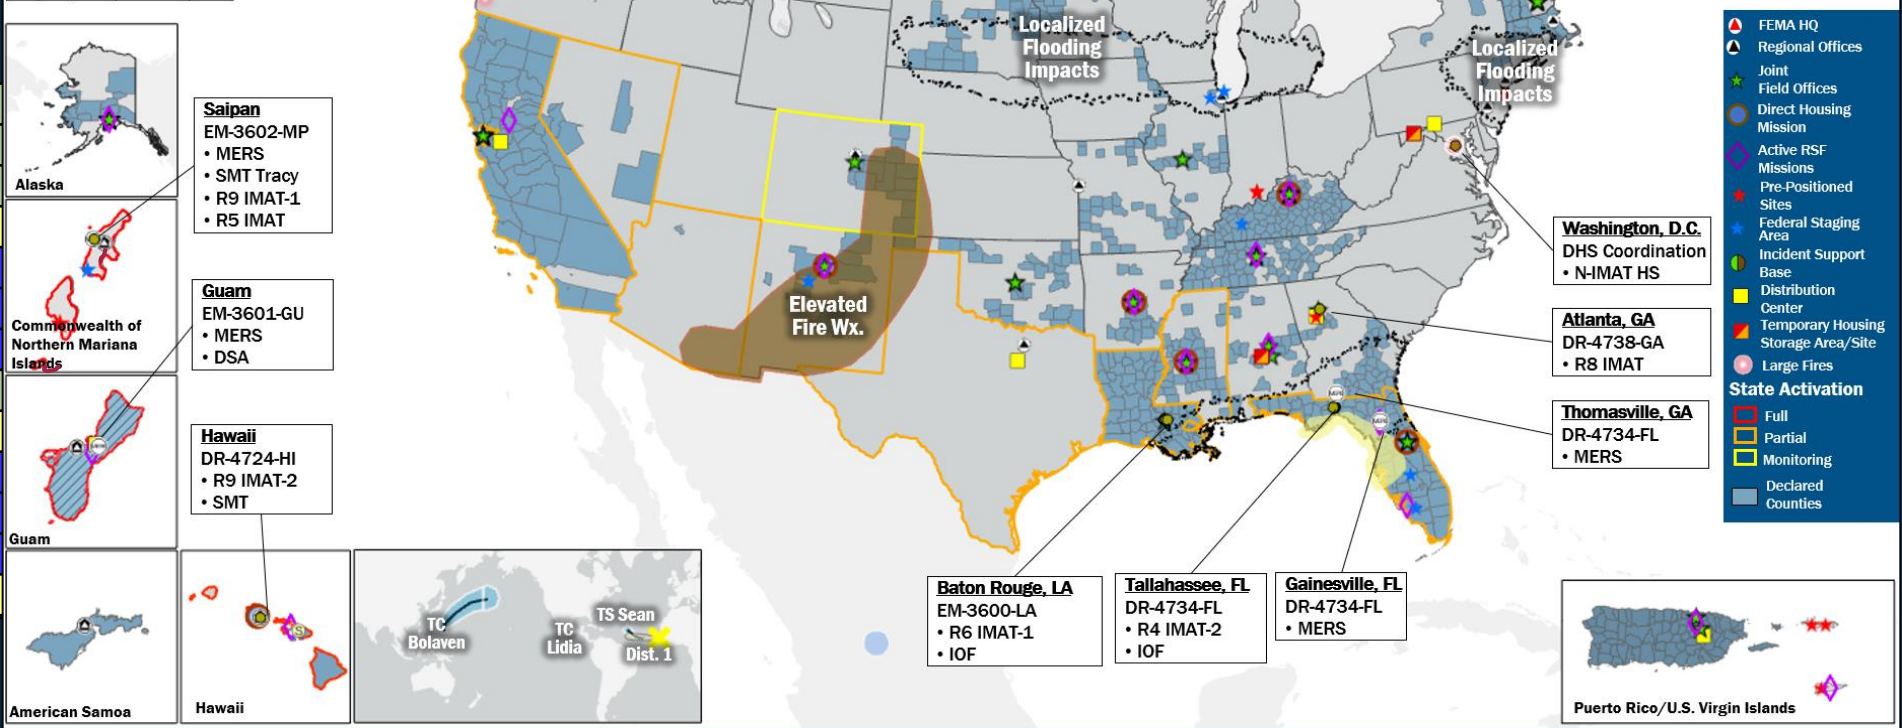 Alaska
Saipan
EM-3602-MP
• MERS
• SMT Tracy
• R9 IMAT-1
• R5 IMAT
Commonwealth of
Northern Mariana
Islands
Guam
EM-3601-GU
• MERS
• DSA
Guam
Hawaii
DR-4724-HI
• R9 IMAT-2
• SMT
American Samoa
Hawaii
TC
Bolaven
TC
Lidia
TS Sean
Dist. 1
Localized
Flooding
Impacts
Localized
Flooding
Impacts
Elevated
Fire Wx.
Baton Rouge, LA
EM-3600-LA
• R6 IMAT-1
• IOF
Tallahassee, FL
DR-4734-FL
• R4 IMAT-2
• IOF
Gainesville, FL
DR-4734-FL
• MERS
Washington, D.C.
DHS Coordination
• N-IMAT HS
Atlanta, GA
DR-4738-GA
• R8 IMAT
Thomasville, GA
DR-4734-FL
• MERS
FEMA HQ
Regional Offices
Joint
Field Offices
Direct Housing
Mission
Active RSF
Missions
Pre-Positioned
Sites
Federal Staging
Area
Incident Support
Base
Distribution
Center
Temporary Housing
Storage Area/Site
Large Fires
State Activation
Full
Partial
Monitoring
Declared
Counties
Puerto Rico/U.S. Virgin Islands